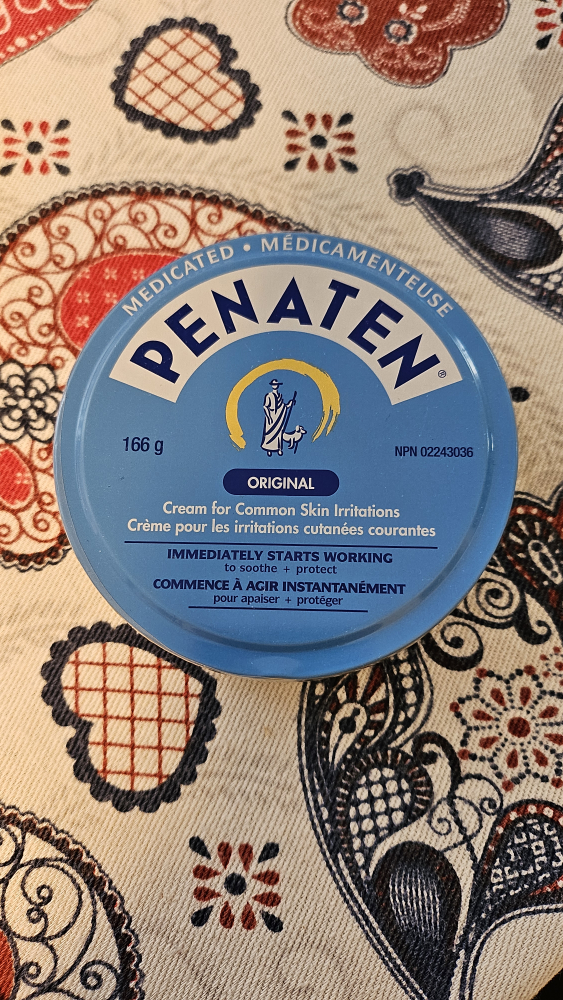 MEDICATED • MÉDICAMENTEUSE
PENATEN®
166 g
NPN 02243036
ORIGINAL
Cream for Common Skin Irritations
Crème pour les irritations cutanées courantes
IMMEDIATELY STARTS WORKING
to soothe + protect
COMMENCE À AGIR INSTANTANÉMENT
pour apaiser + protéger